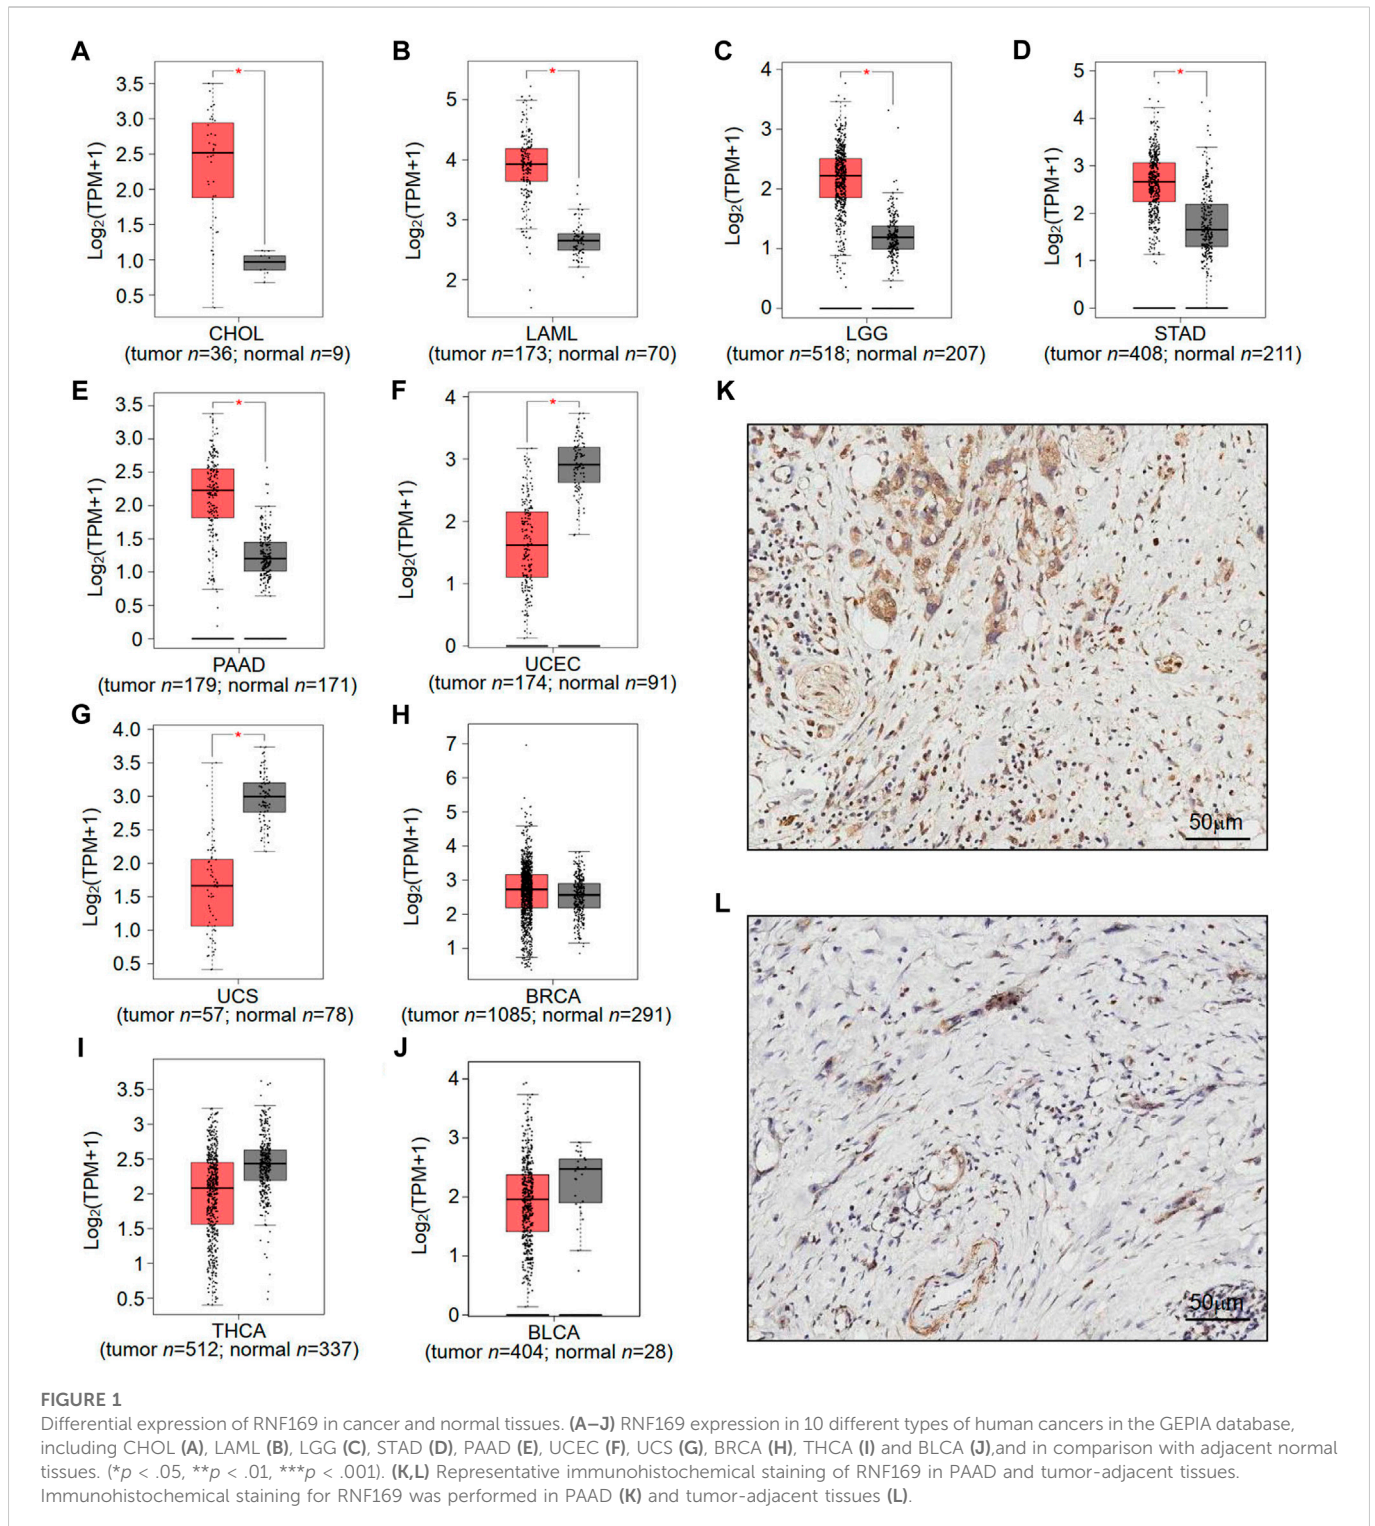 A
Log2(TPM+1)
3.5
3.0
2.5
2.0
1.5
1.0
0.5
*
CHOL
(tumor n=36; normal n=9)
B
Log2(TPM+1)
5
4
3
2
*
LAML
(tumor n=173; normal n=70)
C
Log2(TPM+1)
4
3
2
1
0
*
LGG
(tumor n=518; normal n=207)
D
Log2(TPM+1)
5
4
3
2
1
0
*
STAD
(tumor n=408; normal n=211)
E
Log2(TPM+1)
3.5
3.0
2.5
2.0
1.5
1.0
0.5
0
*
PAAD
(tumor n=179; normal n=171)
F
Log2(TPM+1)
4
3
2
1
0
*
UCEC
(tumor n=174; normal n=91)
K
50μm
G
Log2(TPM+1)
4.0
3.5
3.0
2.5
2.0
1.5
1.0
0.5
*
UCS
(tumor n=57; normal n=78)
H
Log2(TPM+1)
7
6
5
4
3
2
1
BRCA
(tumor n=1085; normal n=291)
L
50μm
I
Log2(TPM+1)
3.5
3.0
2.5
2
1.5
1
0.5
THCA
(tumor n=512; normal n=337)
J
Log2(TPM+1)
4
3
2
1
0
BLCA
(tumor n=404; normal n=28)
FIGURE 1
Differential expression of RNF169 in cancer and normal tissues. (A–J) RNF169 expression in 10 different types of human cancers in the GEPIA database,
including CHOL (A), LAML (B), LGG (C), STAD (D), PAAD (E), UCEC (F), UCS (G), BRCA (H), THCA (I) and BLCA (J),and in comparison with adjacent normal
tissues. (*p < .05, **p < .01, ***p < .001). (K,L) Representative immunohistochemical staining of RNF169 in PAAD and tumor-adjacent tissues.
Immunohistochemical staining for RNF169 was performed in PAAD (K) and tumor-adjacent tissues (L).